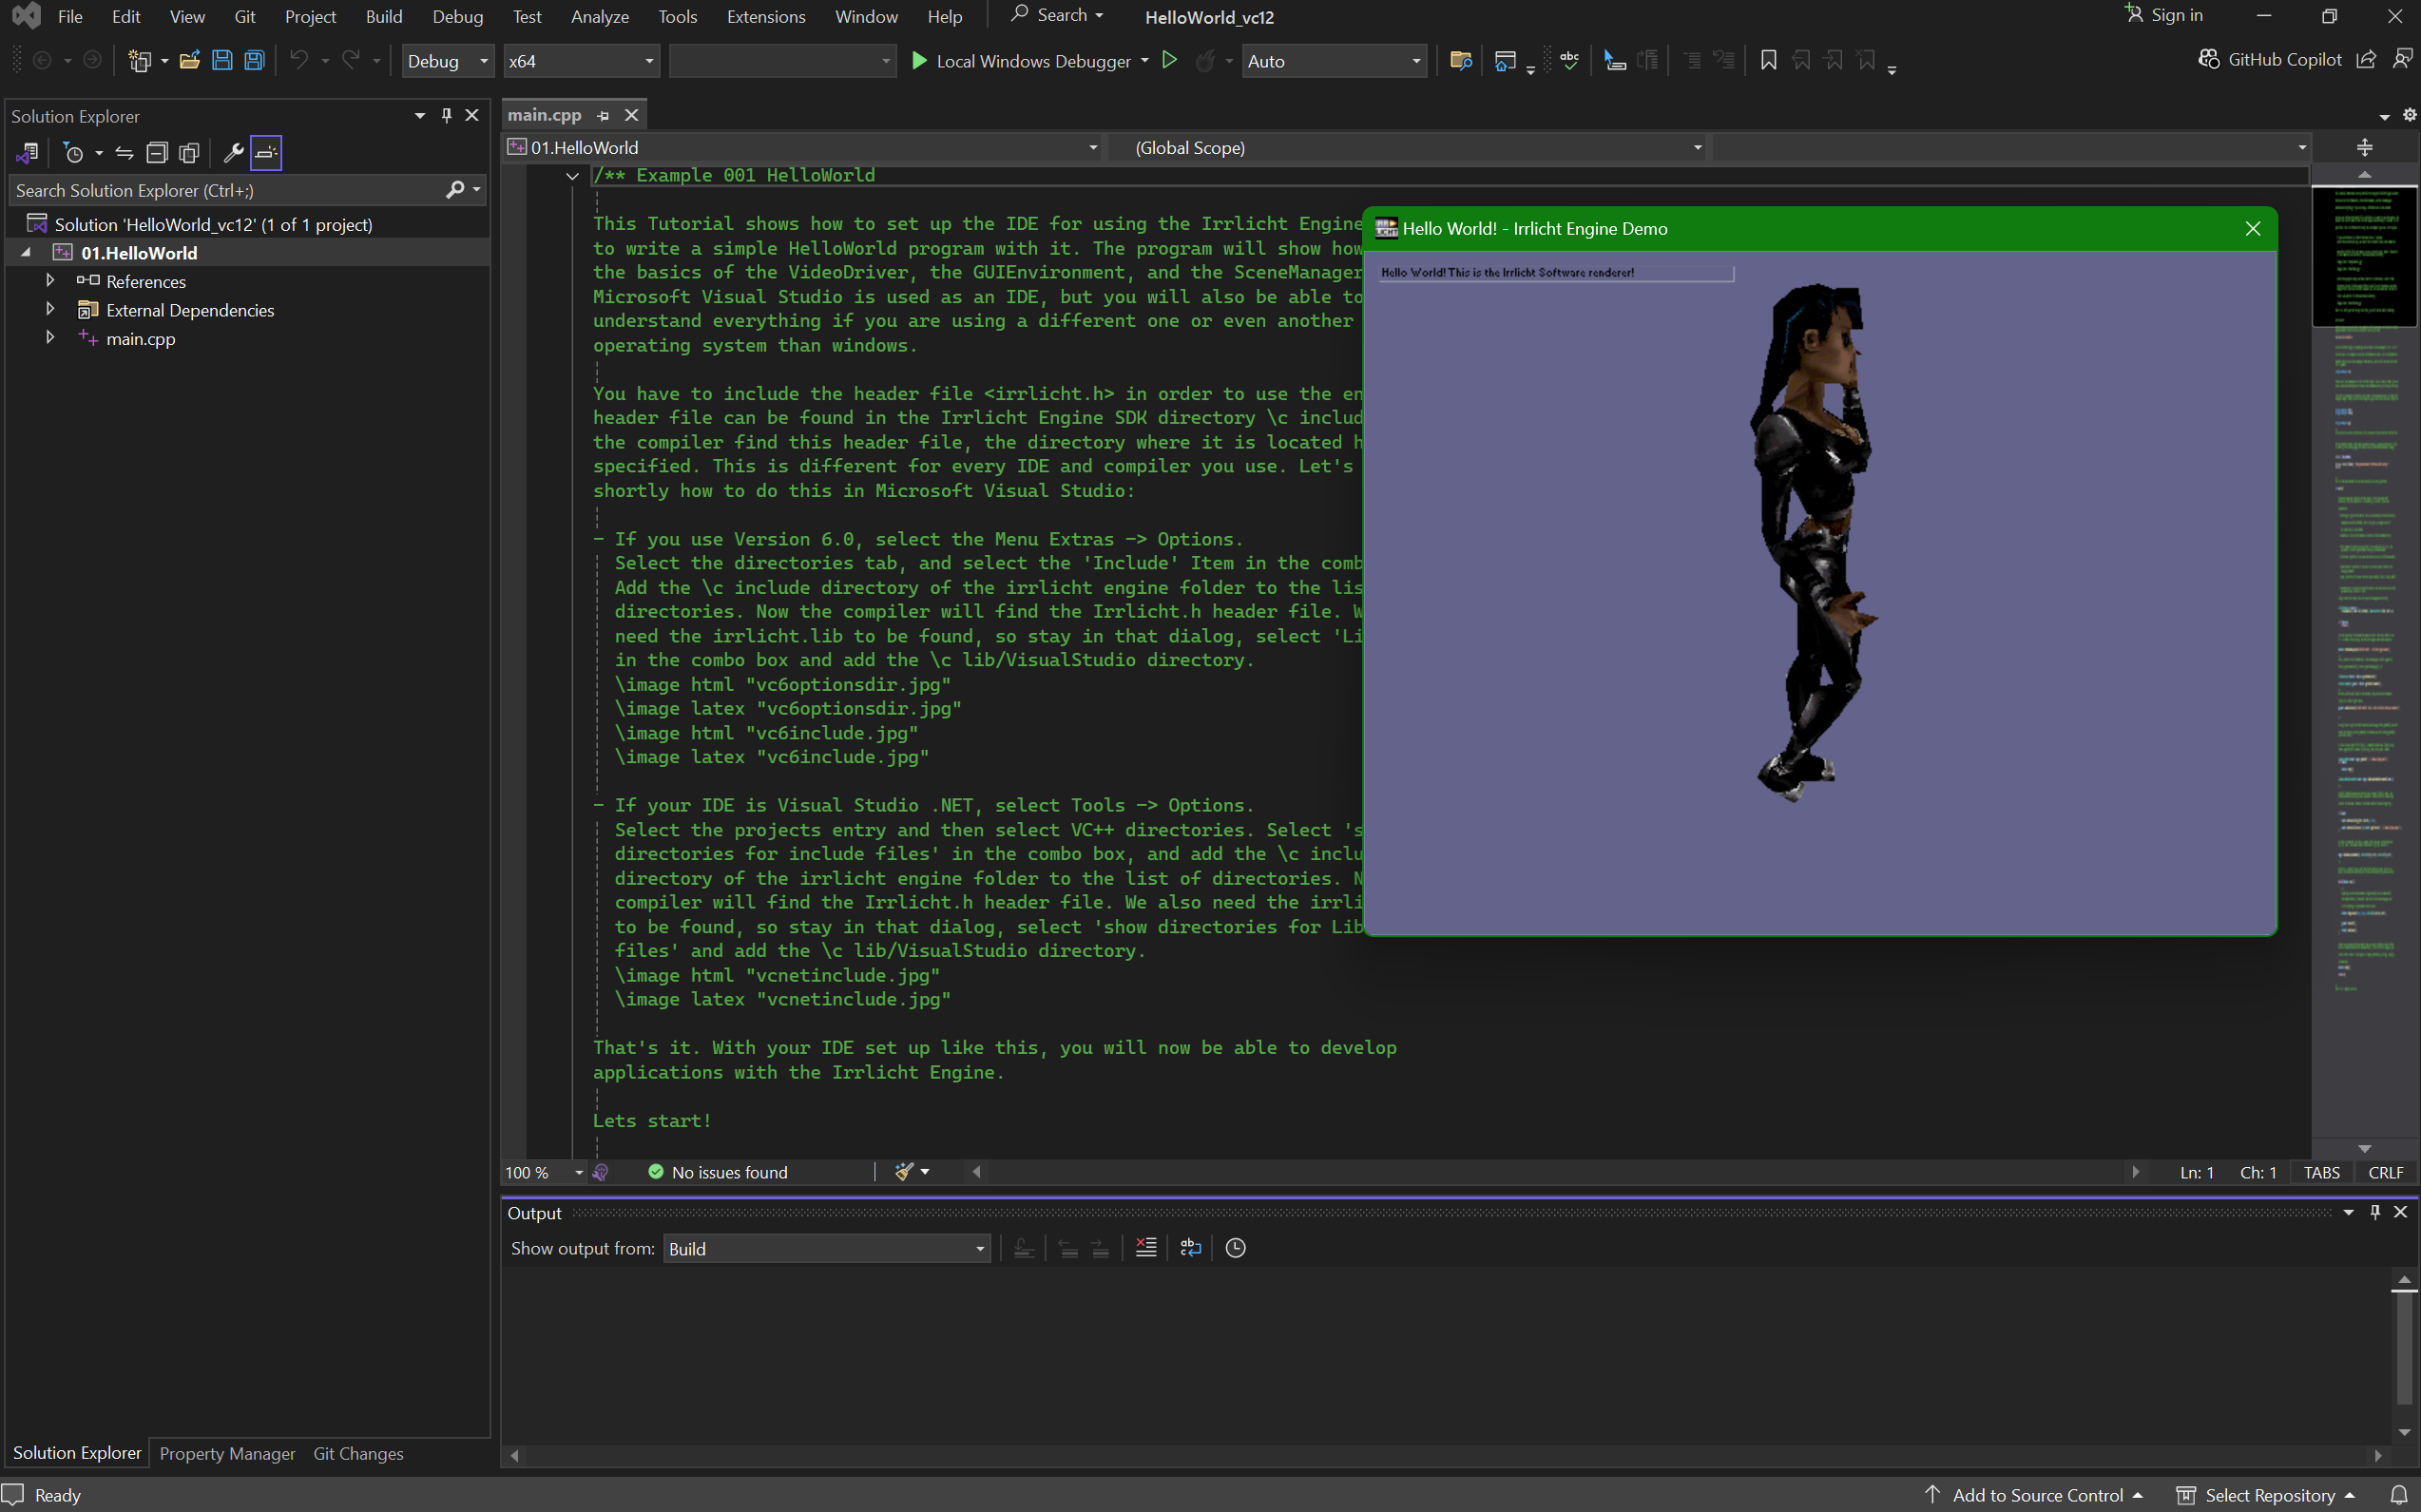 File Edit View Git Project Build Debug Test Analyze Tools Extensions Window Help Search HelloWorld_vc12 Sign in
Debug x64 Local Windows Debugger Auto GitHub Copilot
Solution Explorer
Search Solution Explorer (Ctrl+;)
Solution 'HelloWorld_vc12' (1 of 1 project)
01.HelloWorld
References
External Dependencies
main.cpp
main.cpp
01.HelloWorld (Global Scope)
/** Example 001 HelloWorld
This Tutorial shows how to set up the IDE for using the Irrlicht Engine
to write a simple HelloWorld program with it. The program will show how
the basics of the VideoDriver, the GUIEnvironment, and the SceneManager
Microsoft Visual Studio is used as an IDE, but you will also be able to
understand everything if you are using a different one or even another
operating system than windows.
You have to include the header file <irrlicht.h> in order to use the en
header file can be found in the Irrlicht Engine SDK directory \c includ
the compiler find this header file, the directory where it is located h
specified. This is different for every IDE and compiler you use. Let's
shortly how to do this in Microsoft Visual Studio:
- If you use Version 6.0, select the Menu Extras -> Options.
Select the directories tab, and select the 'Include' Item in the comb
Add the \c include directory of the irrlicht engine folder to the lis
directories. Now the compiler will find the Irrlicht.h header file. W
need the irrlicht.lib to be found, so stay in that dialog, select 'Li
in the combo box and add the \c lib/VisualStudio directory.
\image html "vc6optionsdir.jpg"
\image latex "vc6optionsdir.jpg"
\image html "vc6include.jpg"
\image latex "vc6include.jpg"
- If your IDE is Visual Studio .NET, select Tools -> Options.
Select the projects entry and then select VC++ directories. Select 's
directories for include files' in the combo box, and add the \c inclu
directory of the irrlicht engine folder to the list of directories. N
compiler will find the Irrlicht.h header file. We also need the irrli
to be found, so stay in that dialog, select 'show directories for Lib
files' and add the \c lib/VisualStudio directory.
\image html "vcnetinclude.jpg"
\image latex "vcnetinclude.jpg"
That's it. With your IDE set up like this, you will now be able to develop
applications with the Irrlicht Engine.
Lets start!
Hello World! - Irrlicht Engine Demo
Hello World! This is the Irrlicht Software renderer!
100 % No issues found Ln: 1 Ch: 1 TABS CRLF
Output
Show output from: Build
Solution Explorer Property Manager Git Changes
Ready Add to Source Control Select Repository